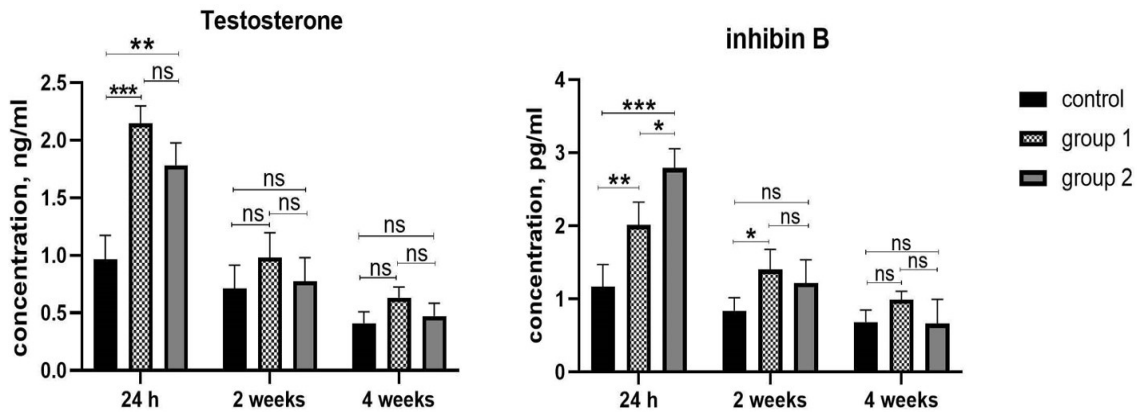 Testosterone
concentration, ng/ml
2.5
2.0
1.5
1.0
0.5
0.0
**
ns
***
ns
ns
ns
ns
ns
ns
24 h
2 weeks
4 weeks
inhibin B
concentration, pg/ml
4
3
2
1
0
***
*
**
ns
ns
*
ns
ns
ns
24 h
2 weeks
4 weeks
control
group 1
group 2